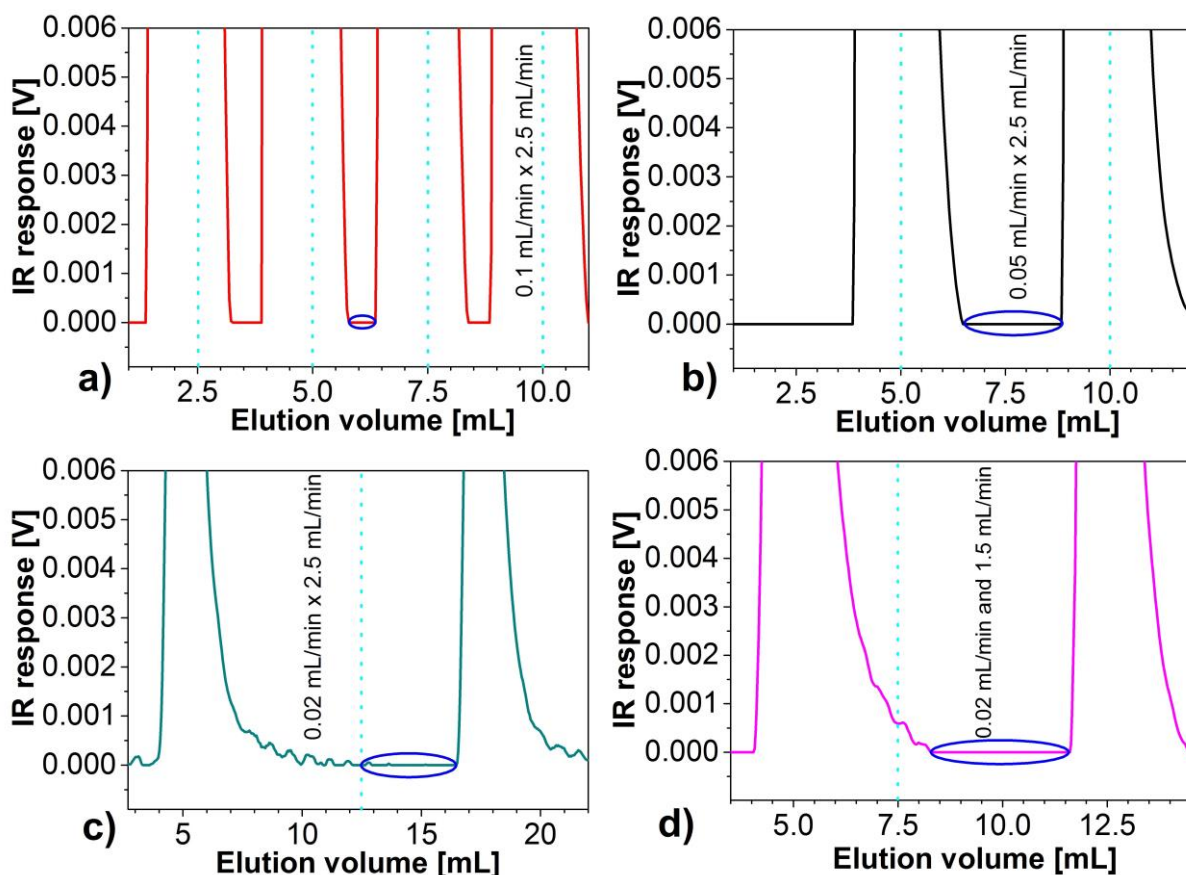 0.006
0.005
0.004
0.003
0.002
0.001
0.000
IR response [V]
0.1 mL/min x 2.5 mL/min
2.5 5.0 7.5 10.0
Elution volume [mL]
a)
0.006
0.005
0.004
0.003
0.002
0.001
0.000
IR response [V]
0.05 mL/min x 2.5 mL/min
2.5 5.0 7.5 10.0
Elution volume [mL]
b)
0.006
0.005
0.004
0.003
0.002
0.001
0.000
IR response [V]
0.02 mL/min x 2.5 mL/min
5 10 15 20
Elution volume [mL]
c)
0.006
0.005
0.004
0.003
0.002
0.001
0.000
IR response [V]
0.02 mL/min and 1.5 mL/min
5.0 7.5 10.0 12.5
Elution volume [mL]
d)